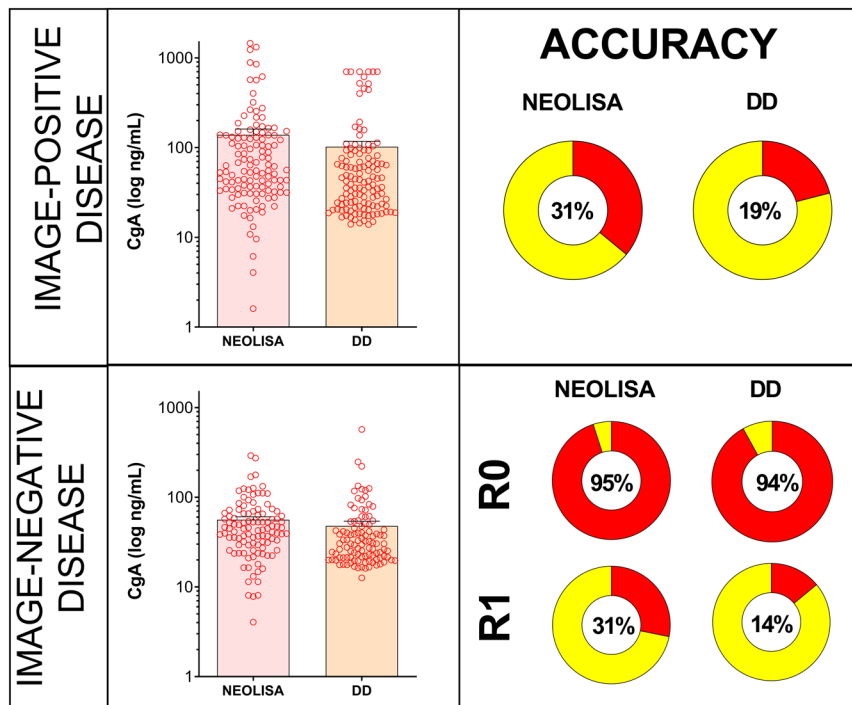 IMAGE-POSITIVE
DISEASE
CgA (log ng/mL)
1000
100
10
1
NEOLISA
DD
ACCURACY
NEOLISA
DD
31%
19%
IMAGE-NEGATIVE
DISEASE
CgA (log ng/mL)
1000
100
10
1
NEOLISA
DD
NEOLISA
DD
R0
95%
94%
R1
31%
14%